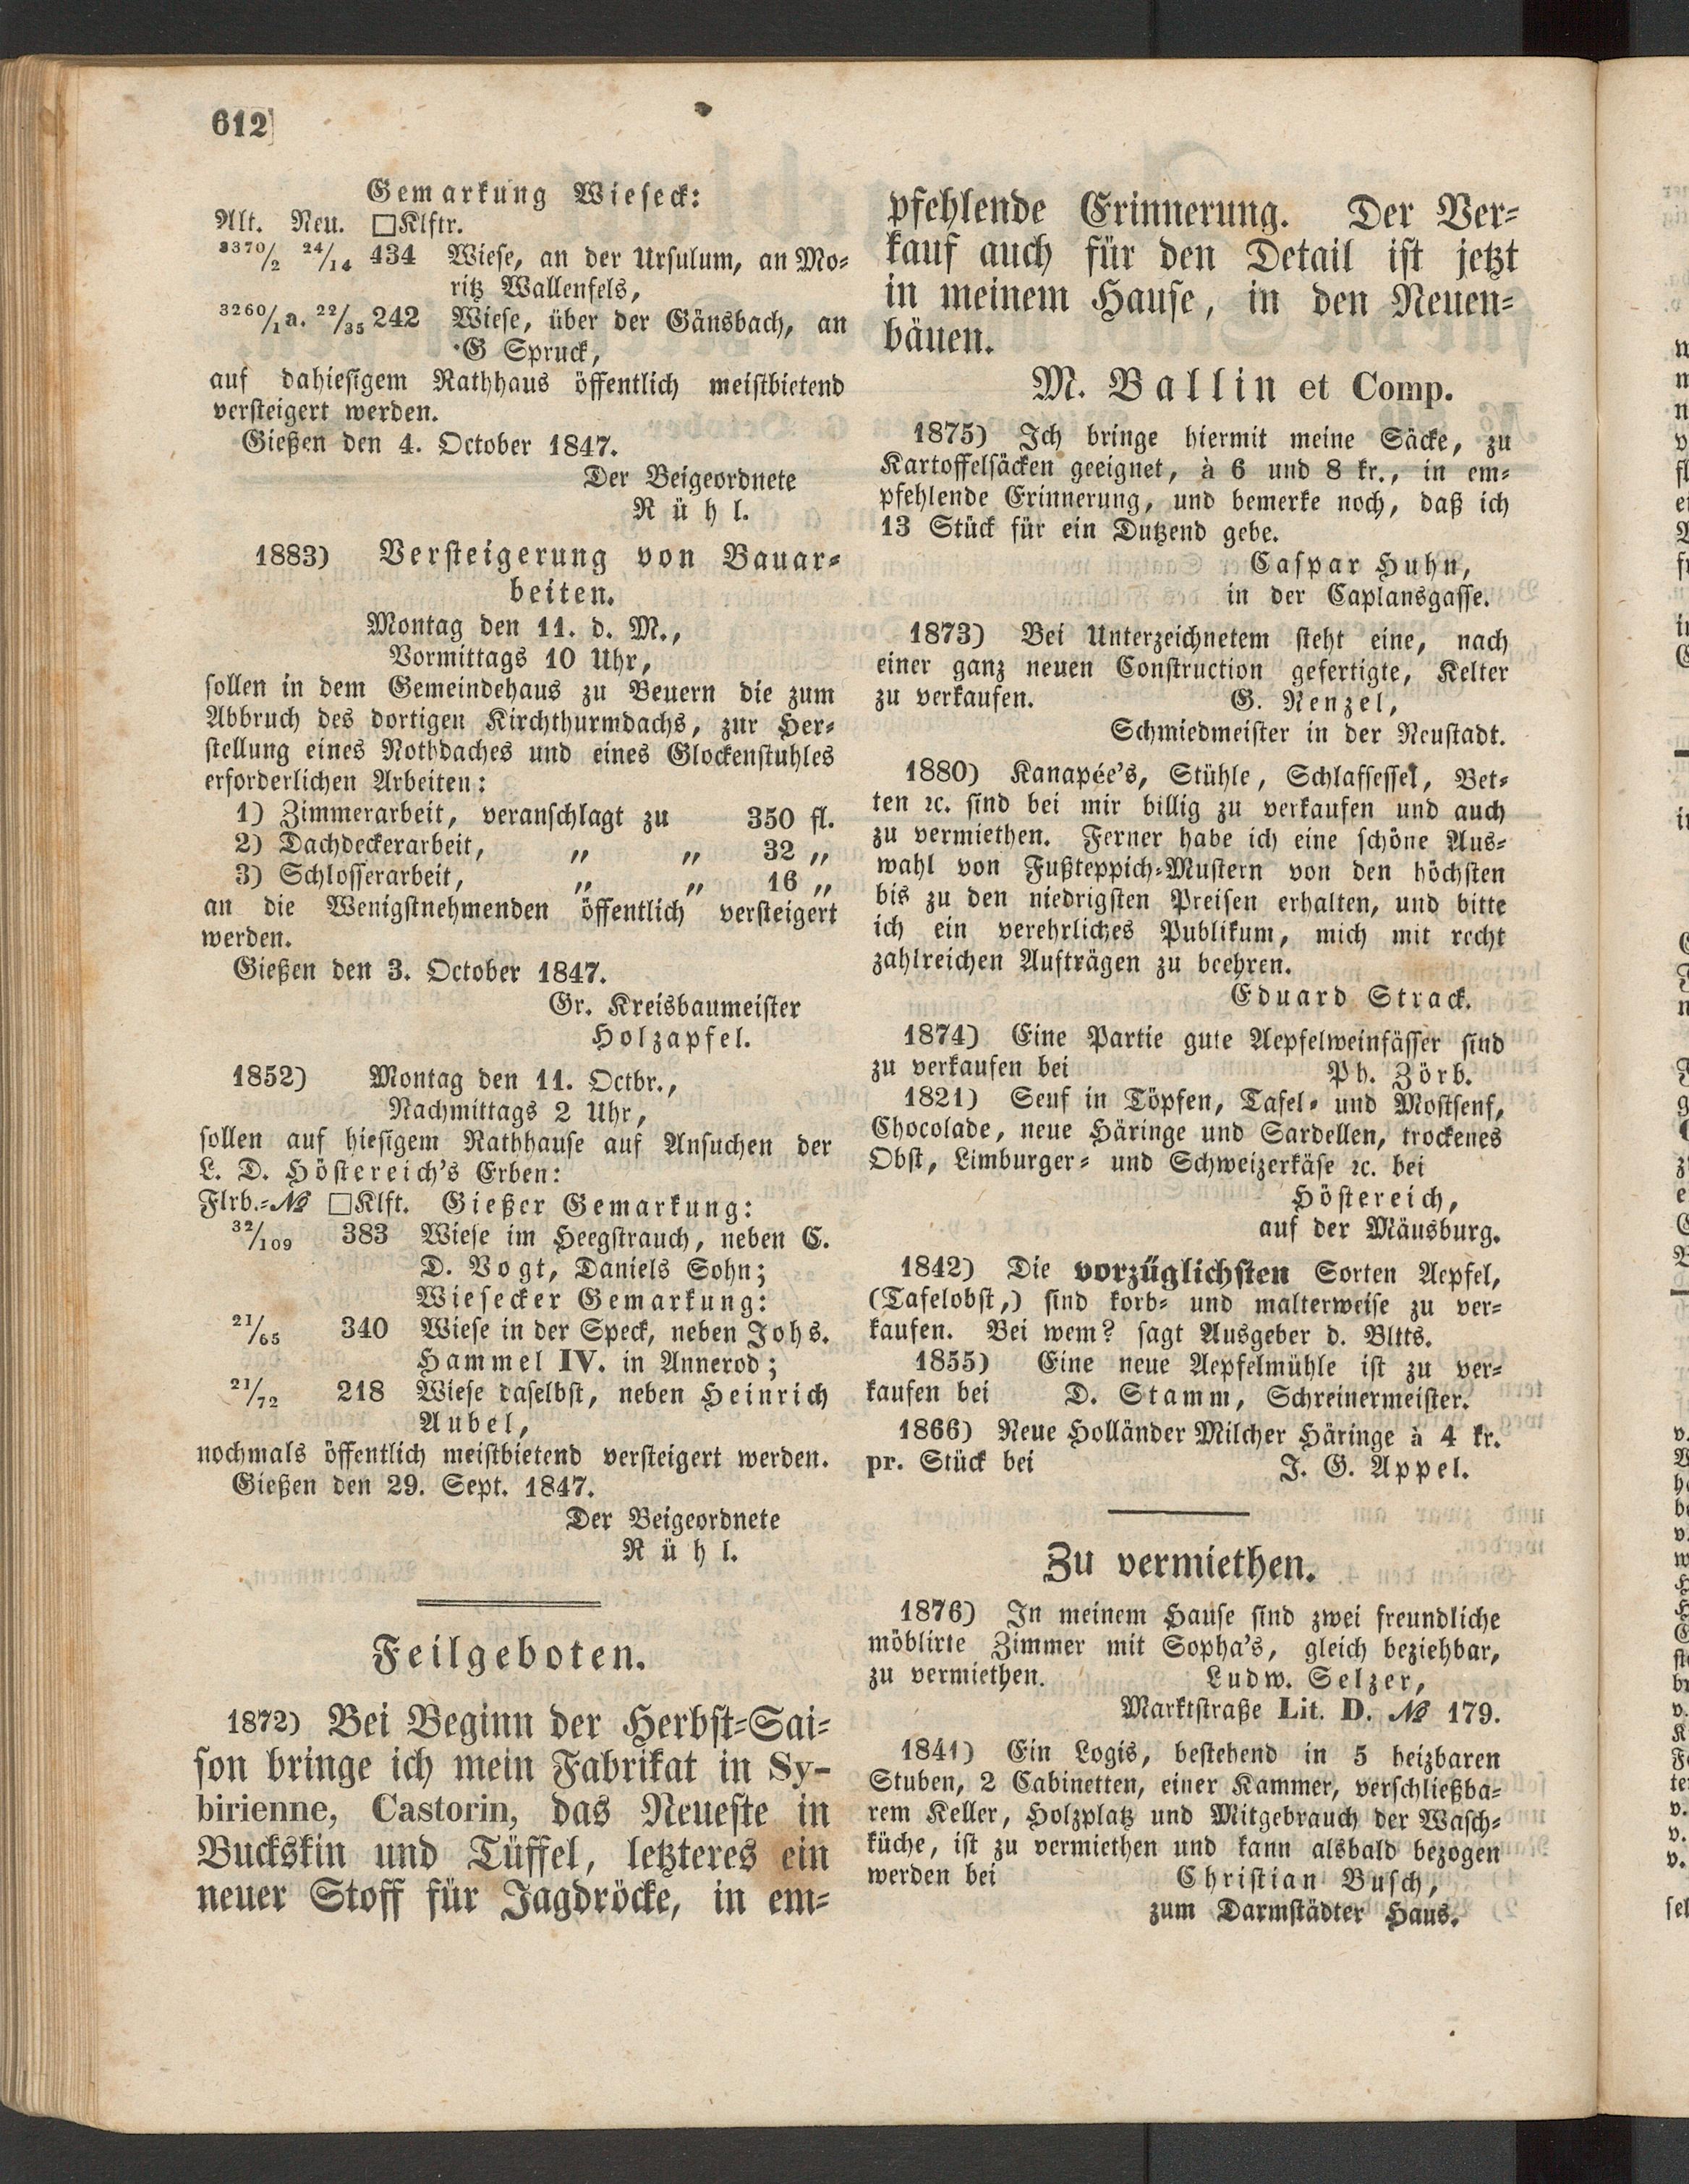 612]
Gemarkung Wieseck:
Alt. Neu. □Klftr.
3370/2 24/14 434 Wiese, an der Ursulum, an Mo⸗
ritz Wallenfels,
3260/1a. 22/35 242 Wiese, über der Gänsbach, an
G Spruck,
auf dahiesigem Rathhaus öffentlich meistbietend
versteigert werden.
Gießen den 4. October 1847.
Der Beigeordnete
Rühl.
1883) Versteigerung von Bauar⸗
beiten.
Montag den 11. d. M.,
Vormittags 10 Uhr,
sollen in dem Gemeindehaus zu Beuern die zum
Abbruch des dortigen Kirchthurmdachs, zur Her⸗
stellung eines Nothdaches und eines Glockenstuhles
erforderlichen Arbeiten:
1) Zimmerarbeit, veranschlagt zu 350 fl.
2) Dachdeckerarbeit, „ „ 32 „
3) Schlosserarbeit, „ „ 16 „
an die Wenigstnehmenden öffentlich versteigert
werden.
Gießen den 3. October 1847.
Gr. Kreisbaumeister
Holzapfel.
1852) Montag den 11. Octbr.,
Nachmittags 2 Uhr,
sollen auf hiesigem Rathhause auf Ansuchen der
L. D. Höstereich's Erben:
Flrb.⸗№ □Klft. Gießer Gemarkung:
32/109 383 Wiese im Heegstrauch, neben C.
D. Vogt, Daniels Sohn;
Wiesecker Gemarkung:
21/65 340 Wiese in der Speck, neben Johs.
Hammel IV. in Annerod;
21/72 218 Wiese daselbst, neben Heinrich
Aubel,
nochmals öffentlich meistbietend versteigert werden.
Gießen den 29. Sept. 1847.
Der Beigeordnete
Rühl.
Feilgeboten.
1872) Bei Beginn der Herbst⸗Sai⸗
son bringe ich mein Fabrikat in Sy-
birienne, Castorin, das Neueste in
Buckskin und Tüffel, letzteres ein
neuer Stoff für Jagdröcke, in em⸗
pfehlende Erinnerung. Der Ver⸗
kauf auch für den Detail ist jetzt
in meinem Hause, in den Neuen⸗
bäuen.
M. Ballin et Comp.
1875) Ich bringe hiermit meine Säcke, zu
Kartoffelsäcken geeignet, à 6 und 8 kr., in em⸗
pfehlende Erinnerung, und bemerke noch, daß ich
13 Stück für ein Dutzend gebe.
Caspar Huhn,
in der Caplansgasse.
1873) Bei Unterzeichnetem steht eine, nach
einer ganz neuen Construction gefertigte, Kelter
zu verkaufen. G. Renzel,
Schmiedmeister in der Neustadt.
1880) Kanapée's, Stühle, Schlafsessel, Bet⸗
ten ꝛc. sind bei mir billig zu verkaufen und auch
zu vermiethen. Ferner habe ich eine schöne Aus⸗
wahl von Fußteppich⸗Mustern von den höchsten
bis zu den niedrigsten Preisen erhalten, und bitte
ich ein verehrliches Publikum, mich mit recht
zahlreichen Aufträgen zu beehren.
Eduard Strack.
1874) Eine Partie gute Aepfelweinfässer sind
zu verkaufen bei Ph. Zörb.
1821) Senf in Töpfen, Tafel⸗ und Mostsenf,
Chocolade, neue Häringe und Sardellen, trockenes
Obst, Limburger⸗ und Schweizerkäse ꝛc. bei
Höstereich,
auf der Mäusburg.
1842) Die vorzüglichsten Sorten Aepfel,
(Tafelobst,) sind korb⸗ und malterweise zu ver⸗
kaufen. Bei wem? sagt Ausgeber d. Bltts.
1855) Eine neue Aepfelmühle ist zu ver⸗
kaufen bei D. Stamm, Schreinermeister.
1866) Neue Holländer Milcher Häringe à 4 kr.
pr. Stück bei J. G. Appel.
Zu vermiethen.
1876) In meinem Hause sind zwei freundliche
möblirte Zimmer mit Sopha's, gleich beziehbar,
zu vermiethen. Ludw. Selzer,
Marktstraße Lit. D. № 179.
1841) Ein Logis, bestehend in 5 heizbaren
Stuben, 2 Cabinetten, einer Kammer, verschließba⸗
rem Keller, Holzplatz und Mitgebrauch der Wasch⸗
küche, ist zu vermiethen und kann alsbald bezogen
werden bei Christian Busch,
zum Darmstädter Haus.